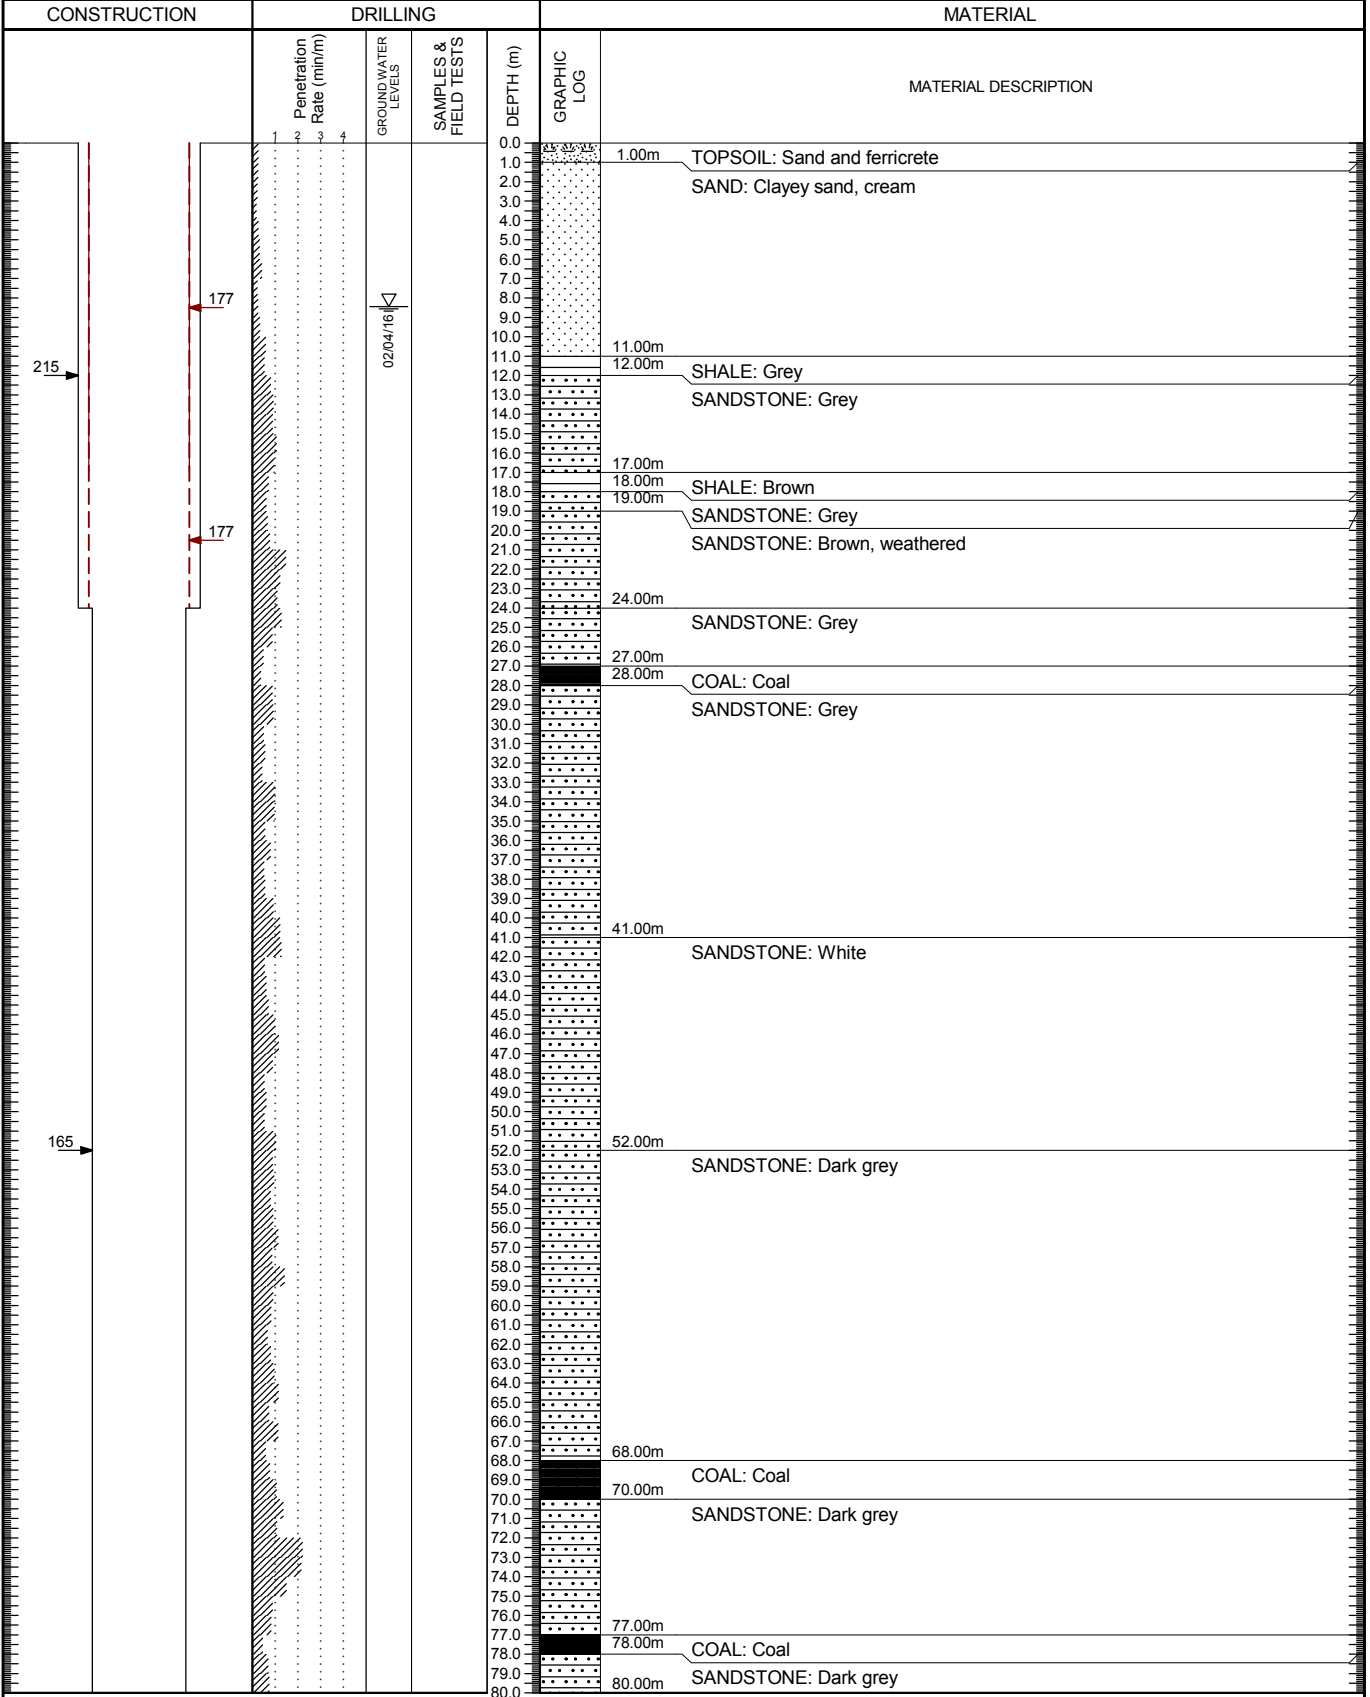 CONSTRUCTION
DRILLING
MATERIAL
Penetration
Rate (min/m)
1 2 3 4
GROUND WATER
LEVELS
SAMPLES &
FIELD TESTS
DEPTH (m)
GRAPHIC
LOG
MATERIAL DESCRIPTION
0.0
1.0
2.0
3.0
4.0
5.0
6.0
7.0
8.0
9.0
10.0
11.0
12.0
13.0
14.0
15.0
16.0
17.0
18.0
19.0
20.0
21.0
22.0
23.0
24.0
25.0
26.0
27.0
28.0
29.0
30.0
31.0
32.0
33.0
34.0
35.0
36.0
37.0
38.0
39.0
40.0
41.0
42.0
43.0
44.0
45.0
46.0
47.0
48.0
49.0
50.0
51.0
52.0
53.0
54.0
55.0
56.0
57.0
58.0
59.0
60.0
61.0
62.0
63.0
64.0
65.0
66.0
67.0
68.0
69.0
70.0
71.0
72.0
73.0
74.0
75.0
76.0
77.0
78.0
79.0
80.0
177
215
177
165
02/04/16
1.00m
TOPSOIL: Sand and ferricrete
SAND: Clayey sand, cream
11.00m
12.00m
SHALE: Grey
SANDSTONE: Grey
17.00m
18.00m
SHALE: Brown
19.00m
SANDSTONE: Grey
SANDSTONE: Brown, weathered
24.00m
SANDSTONE: Grey
27.00m
28.00m
COAL: Coal
SANDSTONE: Grey
41.00m
SANDSTONE: White
52.00m
SANDSTONE: Dark grey
68.00m
COAL: Coal
70.00m
SANDSTONE: Dark grey
77.00m
78.00m
COAL: Coal
SANDSTONE: Dark grey
80.00m